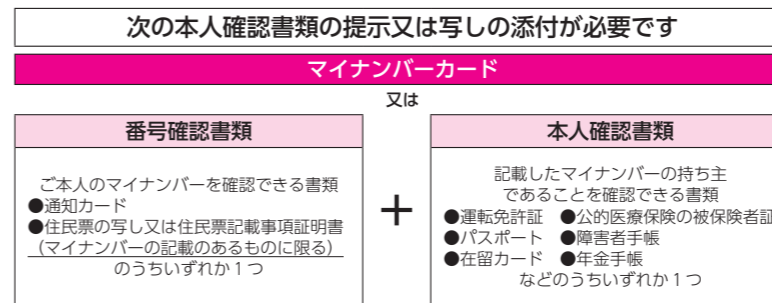 次の本人確認書類の提示又は写しの添付が必要です
マイナンバーカード
又は
番号確認書類
ご本人のマイナンバーを確認できる書類
●通知カード
●住民票の写し又は住民票記載事項証明書
（マイナンバーの記載のあるものに限る）
のうちいずれか１つ
＋
本人確認書類
記載したマイナンバーの持ち主
であることを確認できる書類
●運転免許証 ●公的医療保険の被保険者証
●パスポート ●障害者手帳
●在留カード ●年金手帳
などのうちいずれか１つ